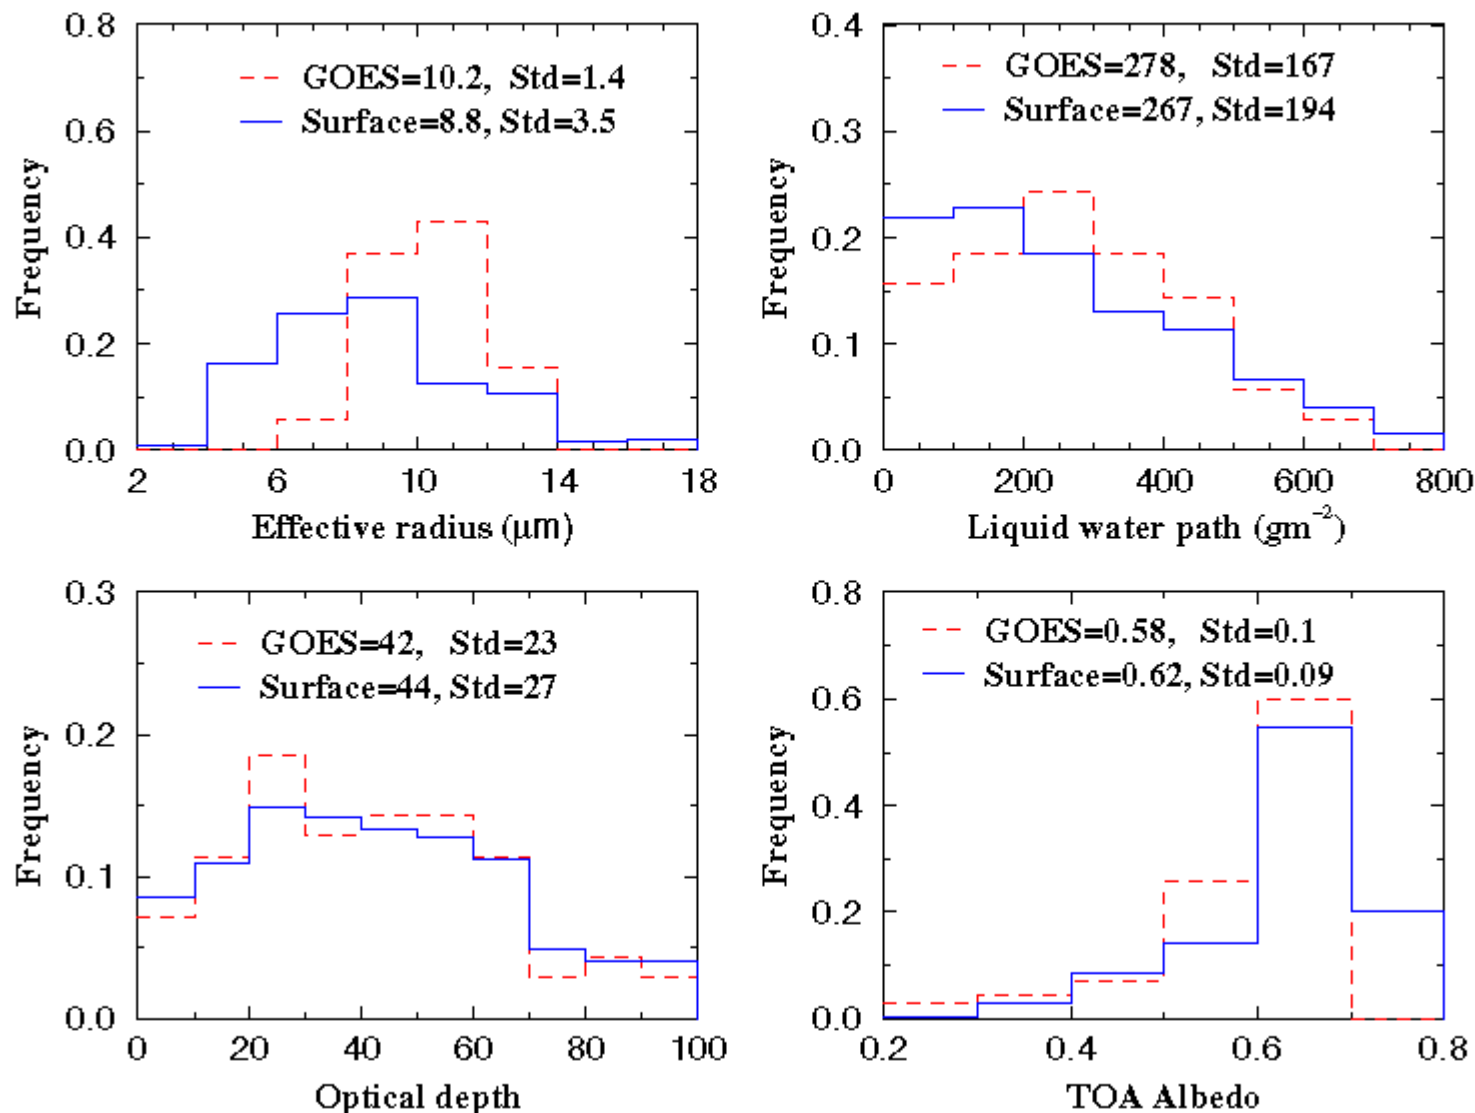 0.8
0.6
0.4
0.2
0.0
Frequency
GOES=10.2, Std=1.4
Surface=8.8, Std=3.5
2 6 10 14 18
Effective radius (μm)
0.4
0.3
0.2
0.1
0.0
Frequency
GOES=278, Std=167
Surface=267, Std=194
0 200 400 600 800
Liquid water path (gm⁻²)
0.3
0.2
0.1
0.0
Frequency
GOES=42, Std=23
Surface=44, Std=27
0 20 40 60 80 100
Optical depth
0.8
0.6
0.4
0.2
0.0
Frequency
GOES=0.58, Std=0.1
Surface=0.62, Std=0.09
0.2 0.4 0.6 0.8
TOA Albedo